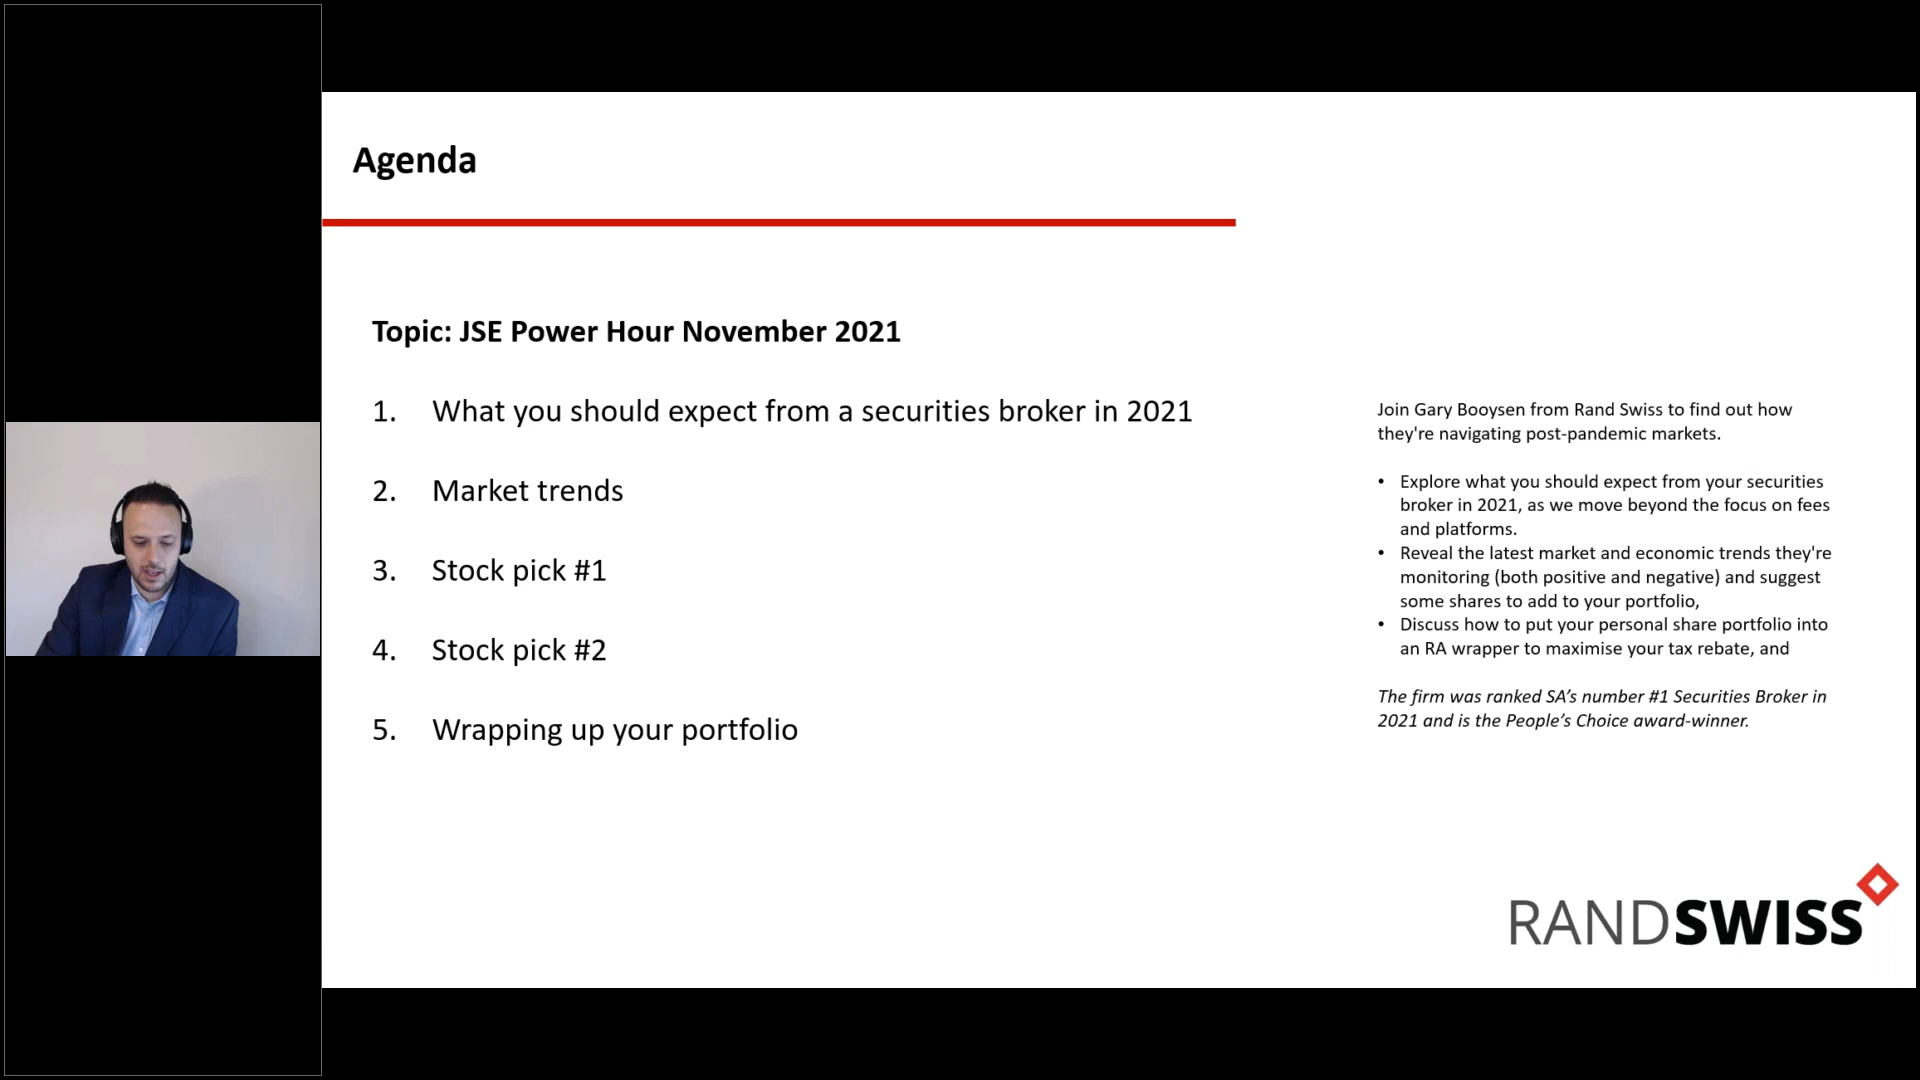 Agenda
Topic: JSE Power Hour November 2021
1. What you should expect from a securities broker in 2021
2. Market trends
3. Stock pick #1
4. Stock pick #2
5. Wrapping up your portfolio
Join Gary Booysen from Rand Swiss to find out how
they're navigating post-pandemic markets.
• Explore what you should expect from your securities
broker in 2021, as we move beyond the focus on fees
and platforms.
• Reveal the latest market and economic trends they're
monitoring (both positive and negative) and suggest
some shares to add to your portfolio,
• Discuss how to put your personal share portfolio into
an RA wrapper to maximise your tax rebate, and
The firm was ranked SA’s number #1 Securities Broker in
2021 and is the People’s Choice award-winner.
RANDSWISS